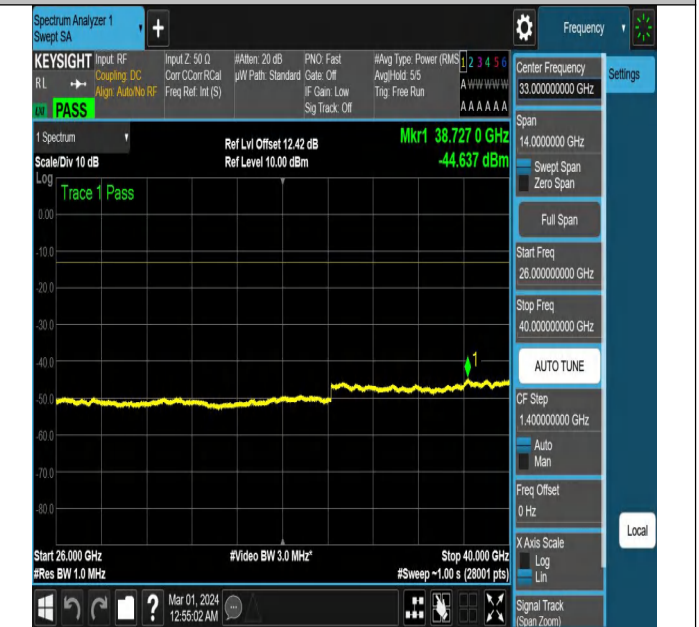 Spectrum Analyzer 1
Swept SA
Frequency
KEYSIGHT
RL
PASS
Input: RF
Coupling: DC
Align: Auto/No RF
Input Z: 50 Ω
Corr CCorr RCal
Freq Ref: Int (S)
#Atten: 20 dB
µW Path: Standard
PNO: Fast
Gate: Off
IF Gain: Low
Sig Track: Off
#Avg Type: Power (RMS
Avg|Hold: 5/5
Trig: Free Run
1 2 3 4 5 6
A W W W W W
A A A A A A
1 Spectrum
Scale/Div 10 dB
Ref Lvl Offset 12.42 dB
Ref Level 10.00 dBm
Mkr1 38.727 0 GHz
-44.637 dBm
Log
Trace 1 Pass
0.00
-10.0
-20.0
-30.0
-40.0
-50.0
-60.0
-70.0
-80.0
1
Start 26.000 GHz
#Res BW 1.0 MHz
#Video BW 3.0 MHz*
Stop 40.000 GHz
#Sweep ~1.00 s (28001 pts)
Mar 01, 2024
12:55:02 AM
Center Frequency
33.000000000 GHz
Span
14.0000000 GHz
Swept Span
Zero Span
Full Span
Start Freq
26.000000000 GHz
Stop Freq
40.000000000 GHz
AUTO TUNE
CF Step
1.400000000 GHz
Auto
Man
Freq Offset
0 Hz
X Axis Scale
Log
Lin
Signal Track
(Span Zoom)
Settings
Local